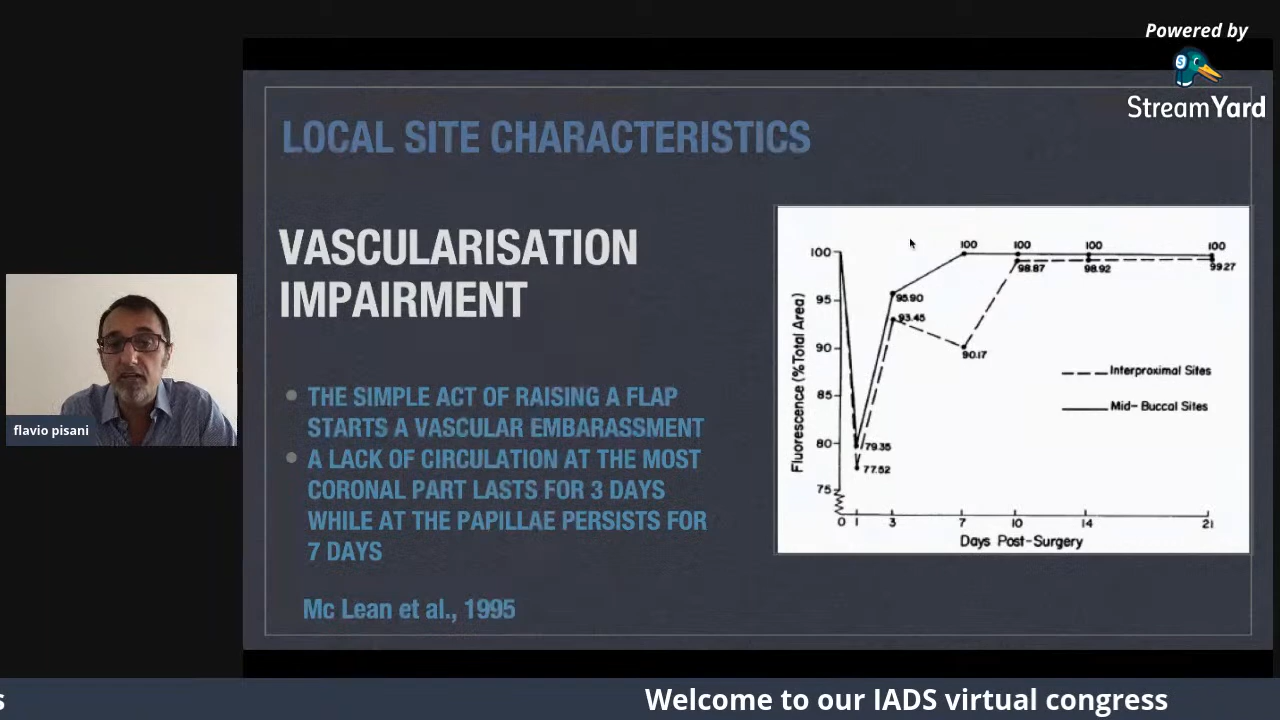 Powered by
StreamYard
LOCAL SITE CHARACTERISTICS
VASCULARISATION
IMPAIRMENT
THE SIMPLE ACT OF RAISING A FLAP
STARTS A VASCULAR EMBARASSMENT
A LACK OF CIRCULATION AT THE MOST
CORONAL PART LASTS FOR 3 DAYS
WHILE AT THE PAPILLAE PERSISTS FOR
7 DAYS
Mc Lean et al., 1995
Fluorescence (% Total Area)
100
95
90
85
80
75
100 100 100 100
98.87 98.92 99.27
95.90
93.45
90.17
79.35
77.52
Interproximal Sites
Mid-Buccal Sites
0 1 3 7 10 14 21
Days Post-Surgery
flavio pisani
s Welcome to our IADS virtual congress